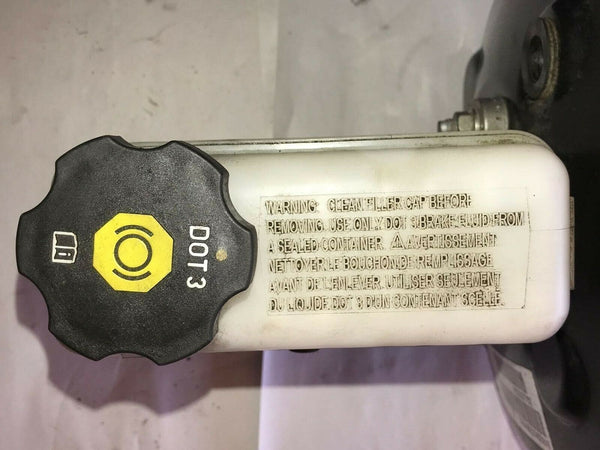 DOT 3
WARNING: CLEAN FILLER CAP BEFORE
REMOVING. USE ONLY DOT 3 BRAKE FLUID FROM
A SEALED CONTAINER. ⚠ AVERTISSEMENT
NETTOYER LE BOUCHON DE REMPLISSAGE
AVANT DE L'ENLEVER. UTILISER SEULEMENT
DU LIQUIDE DOT 3 D'UN CONTENANT SCELLE.